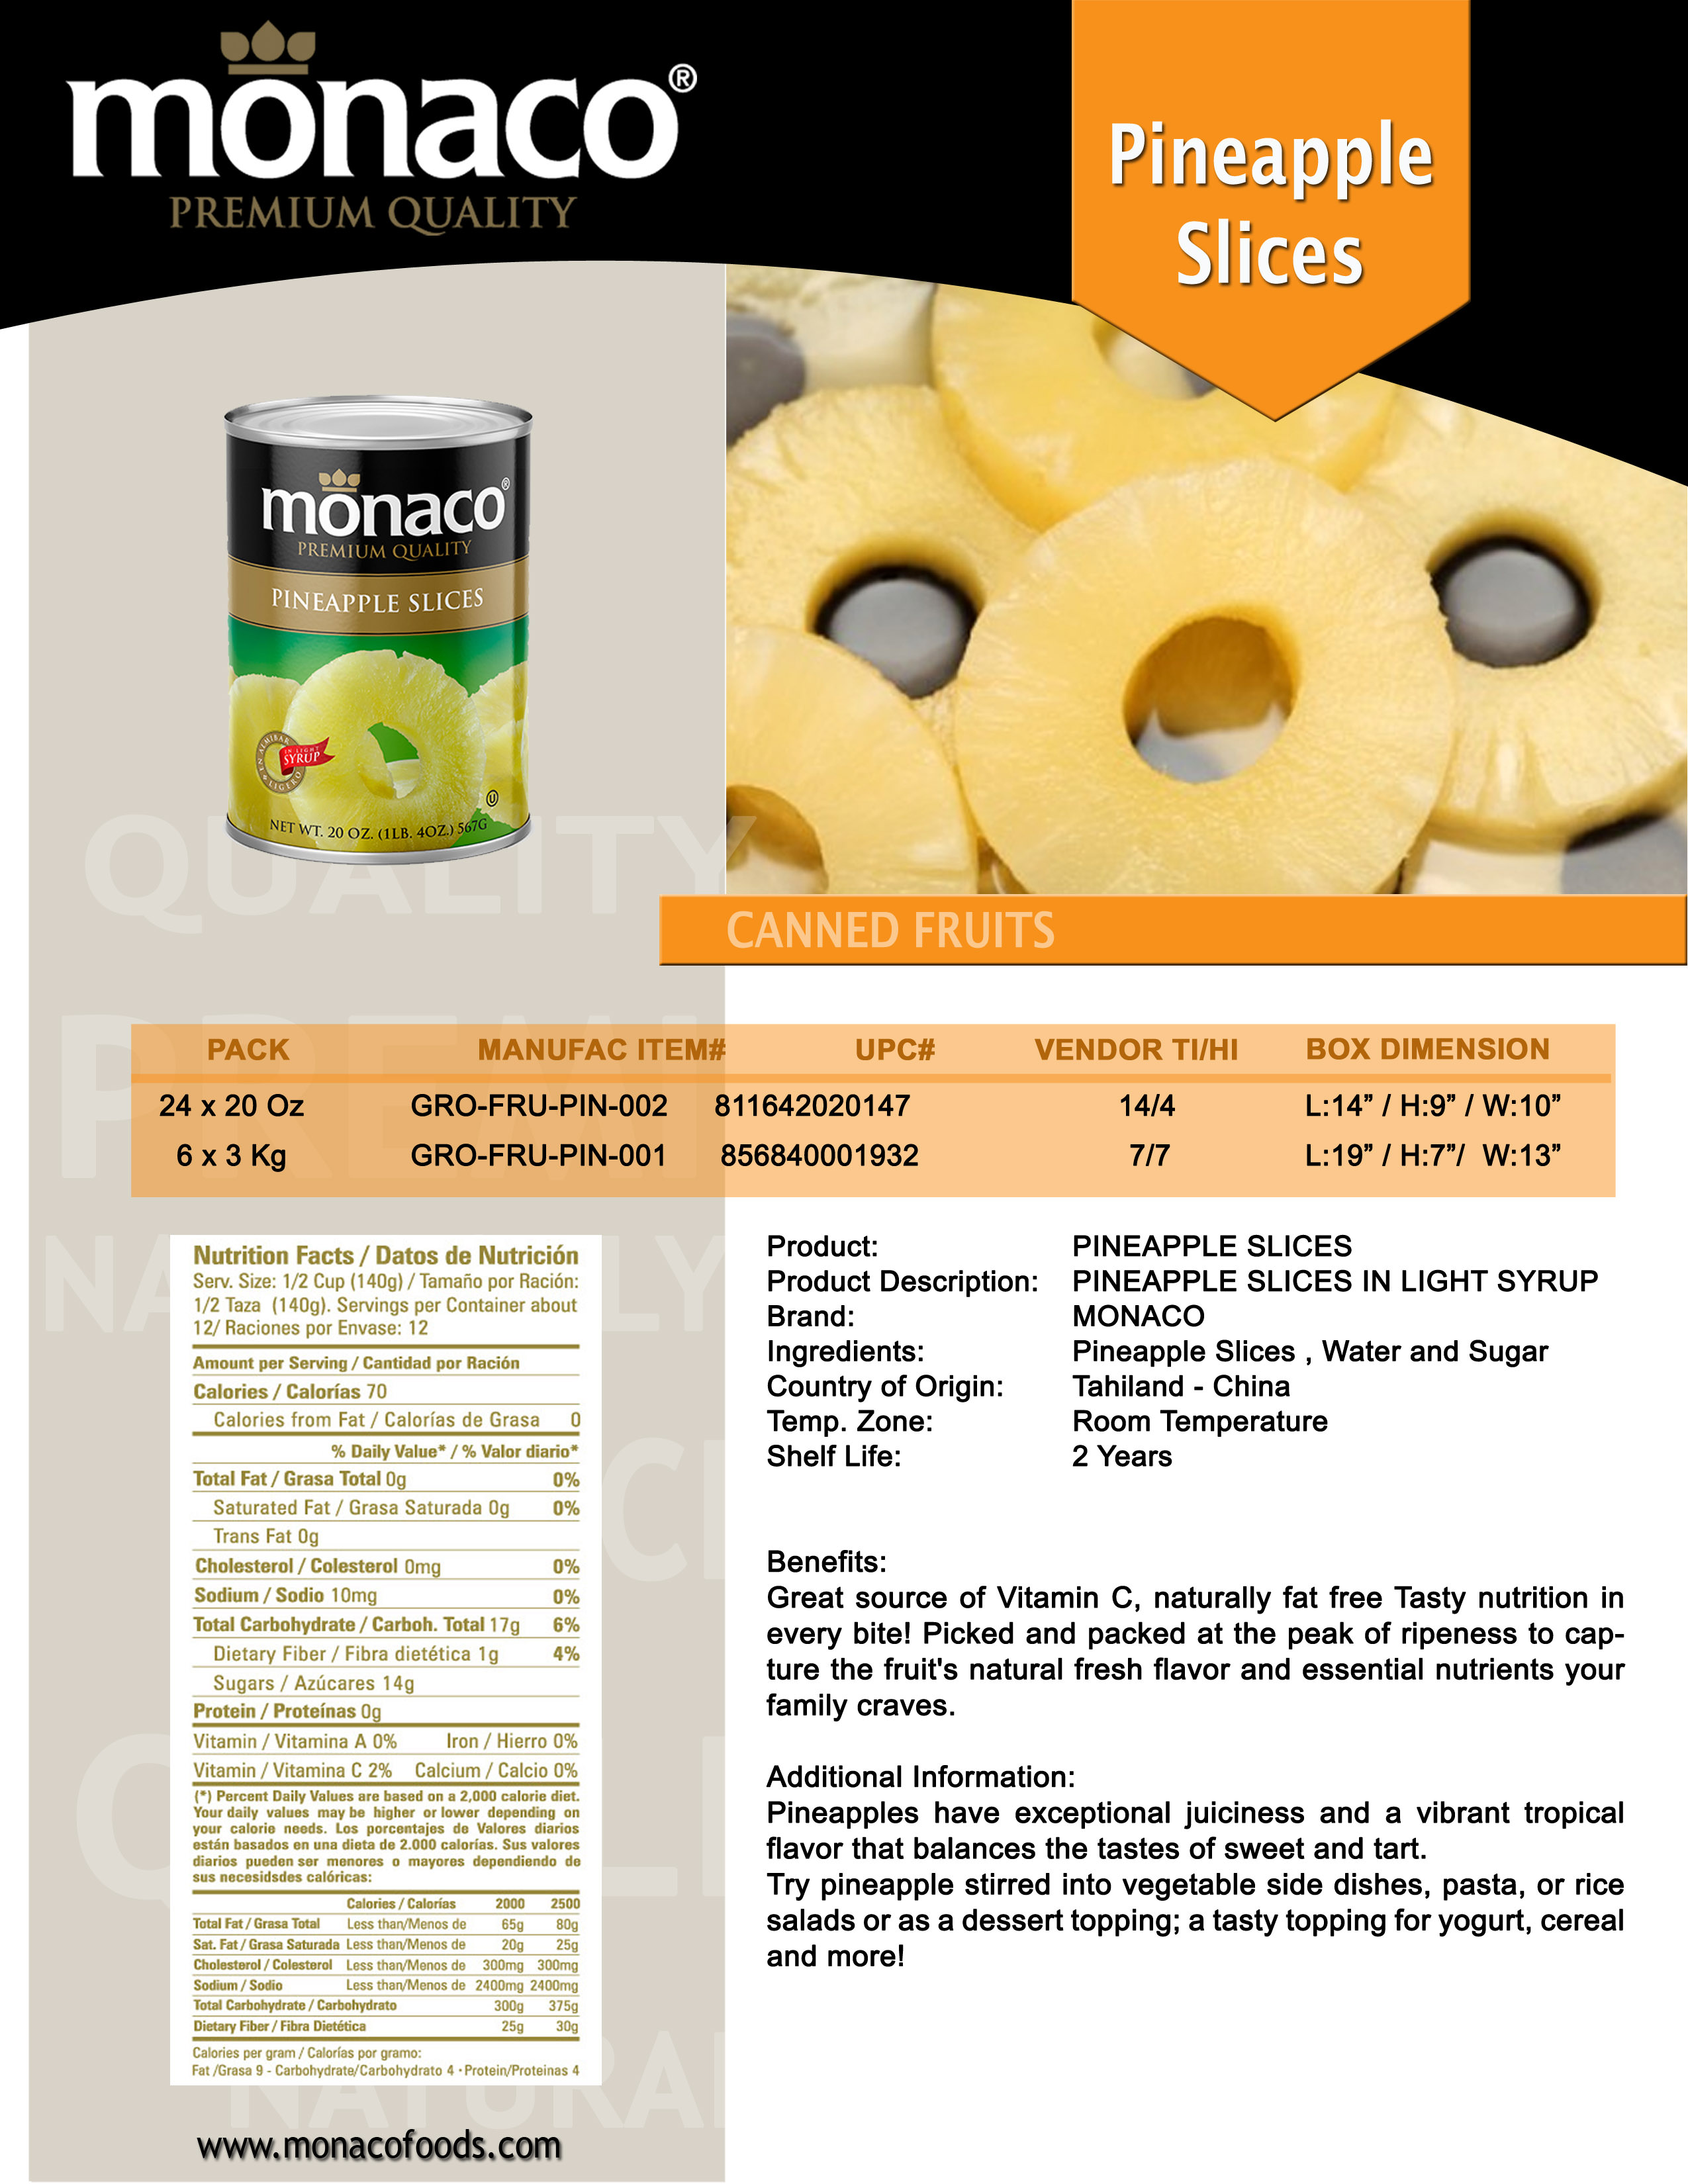 monaco®
PREMIUM QUALITY
Pineapple
Slices
monaco®
PREMIUM QUALITY
PINEAPPLE SLICES
EN ALMIBAR LIGERO
IN LIGHT
SYRUP
U
NET WT. 20 OZ. (1LB. 4OZ.) 567G
QUALITY
CANNED FRUITS
PREMI
PACK MANUFAC ITEM# UPC# VENDOR TI/HI BOX DIMENSION
24 x 20 Oz GRO-FRU-PIN-002 811642020147 14/4 L:14” / H:9” / W:10”
6 x 3 Kg GRO-FRU-PIN-001 856840001932 7/7 L:19” / H:7”/ W:13”
Nutrition Facts / Datos de Nutrición
Serv. Size: 1/2 Cup (140g) / Tamaño por Ración:
1/2 Taza (140g). Servings per Container about
12/ Raciones por Envase: 12
Amount per Serving / Cantidad por Ración
Calories / Calorías 70
Calories from Fat / Calorías de Grasa 0
% Daily Value* / % Valor diario*
Total Fat / Grasa Total 0g 0%
Saturated Fat / Grasa Saturada 0g 0%
Trans Fat 0g
Cholesterol / Colesterol 0mg 0%
Sodium / Sodio 10mg 0%
Total Carbohydrate / Carboh. Total 17g 6%
Dietary Fiber / Fibra dietética 1g 4%
Sugars / Azúcares 14g
Protein / Proteínas 0g
Vitamin / Vitamina A 0% Iron / Hierro 0%
Vitamin / Vitamina C 2% Calcium / Calcio 0%
(*) Percent Daily Values are based on a 2,000 calorie diet.
Your daily values may be higher or lower depending on
your calorie needs. Los porcentajes de Valores diarios
están basados en una dieta de 2.000 calorías. Sus valores
diarios pueden ser menores o mayores dependiendo de
sus necesidsdes calóricas:
Calories / Calorías 2000 2500
Total Fat / Grasa Total Less than/Menos de 65g 80g
Sat. Fat / Grasa Saturada Less than/Menos de 20g 25g
Cholesterol / Colesterol Less than/Menos de 300mg 300mg
Sodium / Sodio Less than/Menos de 2400mg 2400mg
Total Carbohydrate / Carbohydrato 300g 375g
Dietary Fiber / Fibra Dietética 25g 30g
Calories per gram / Calorías por gramo:
Fat /Grasa 9 - Carbohydrate/Carbohydrato 4 · Protein/Proteinas 4
Product: PINEAPPLE SLICES
Product Description: PINEAPPLE SLICES IN LIGHT SYRUP
Brand: MONACO
Ingredients: Pineapple Slices , Water and Sugar
Country of Origin: Tahiland - China
Temp. Zone: Room Temperature
Shelf Life: 2 Years
Benefits:
Great source of Vitamin C, naturally fat free Tasty nutrition in
every bite! Picked and packed at the peak of ripeness to cap-
ture the fruit's natural fresh flavor and essential nutrients your
family craves.
Additional Information:
Pineapples have exceptional juiciness and a vibrant tropical
flavor that balances the tastes of sweet and tart.
Try pineapple stirred into vegetable side dishes, pasta, or rice
salads or as a dessert topping; a tasty topping for yogurt, cereal
and more!
www.monacofoods.com